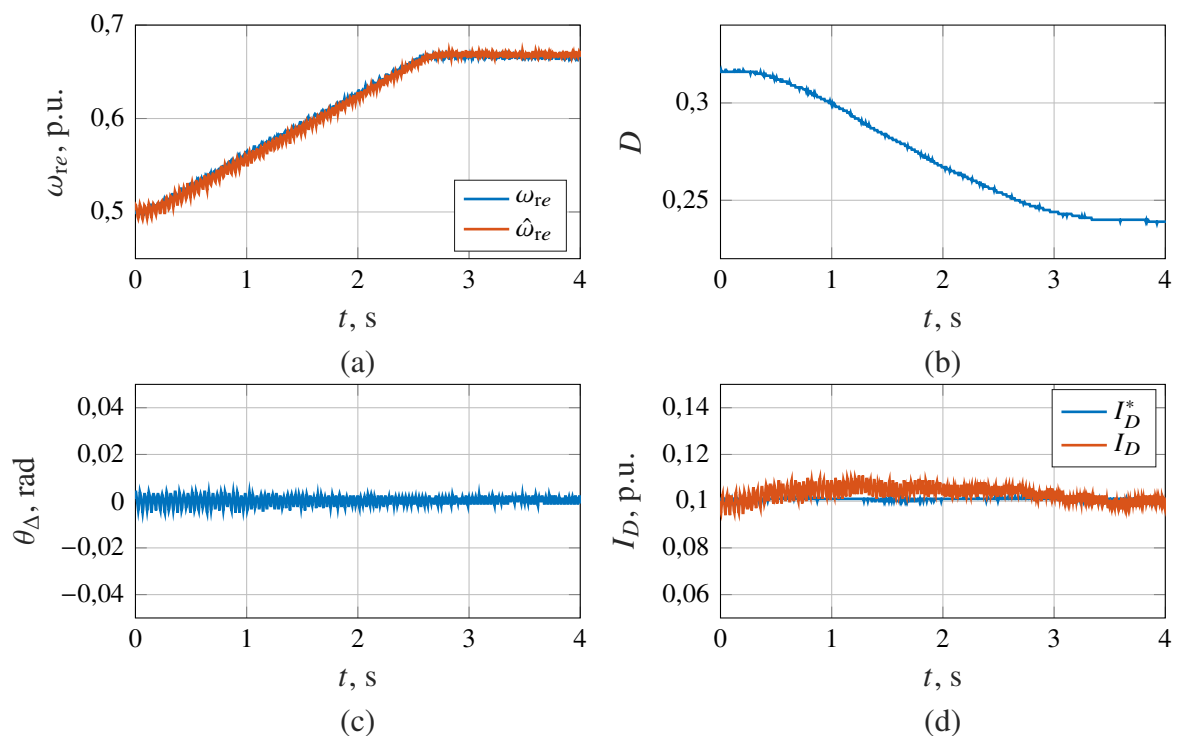 0,7
0,6
0,5
ω_re, p.u.
ω_re
ω̂_re
0 1 2 3 4
t, s
(a)
0,3
0,25
D
0 1 2 3 4
t, s
(b)
0,04
0,02
0
−0,02
−0,04
θ_Δ, rad
0 1 2 3 4
t, s
(c)
0,14
0,12
0,1
0,08
0,06
I_D, p.u.
I_D^*
I_D
0 1 2 3 4
t, s
(d)